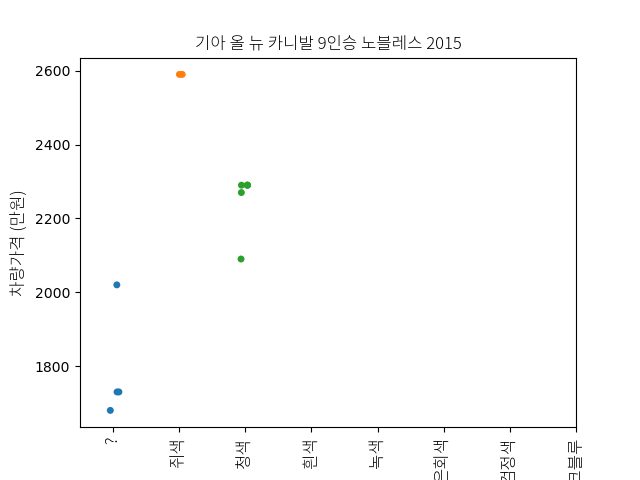 기아 올 뉴 카니발 9인승 노블레스 2015
2600
2400
2200
2000
1800
차량가격 (만원)
?
쥐색
청색
흰색
녹색
은회색
검정색